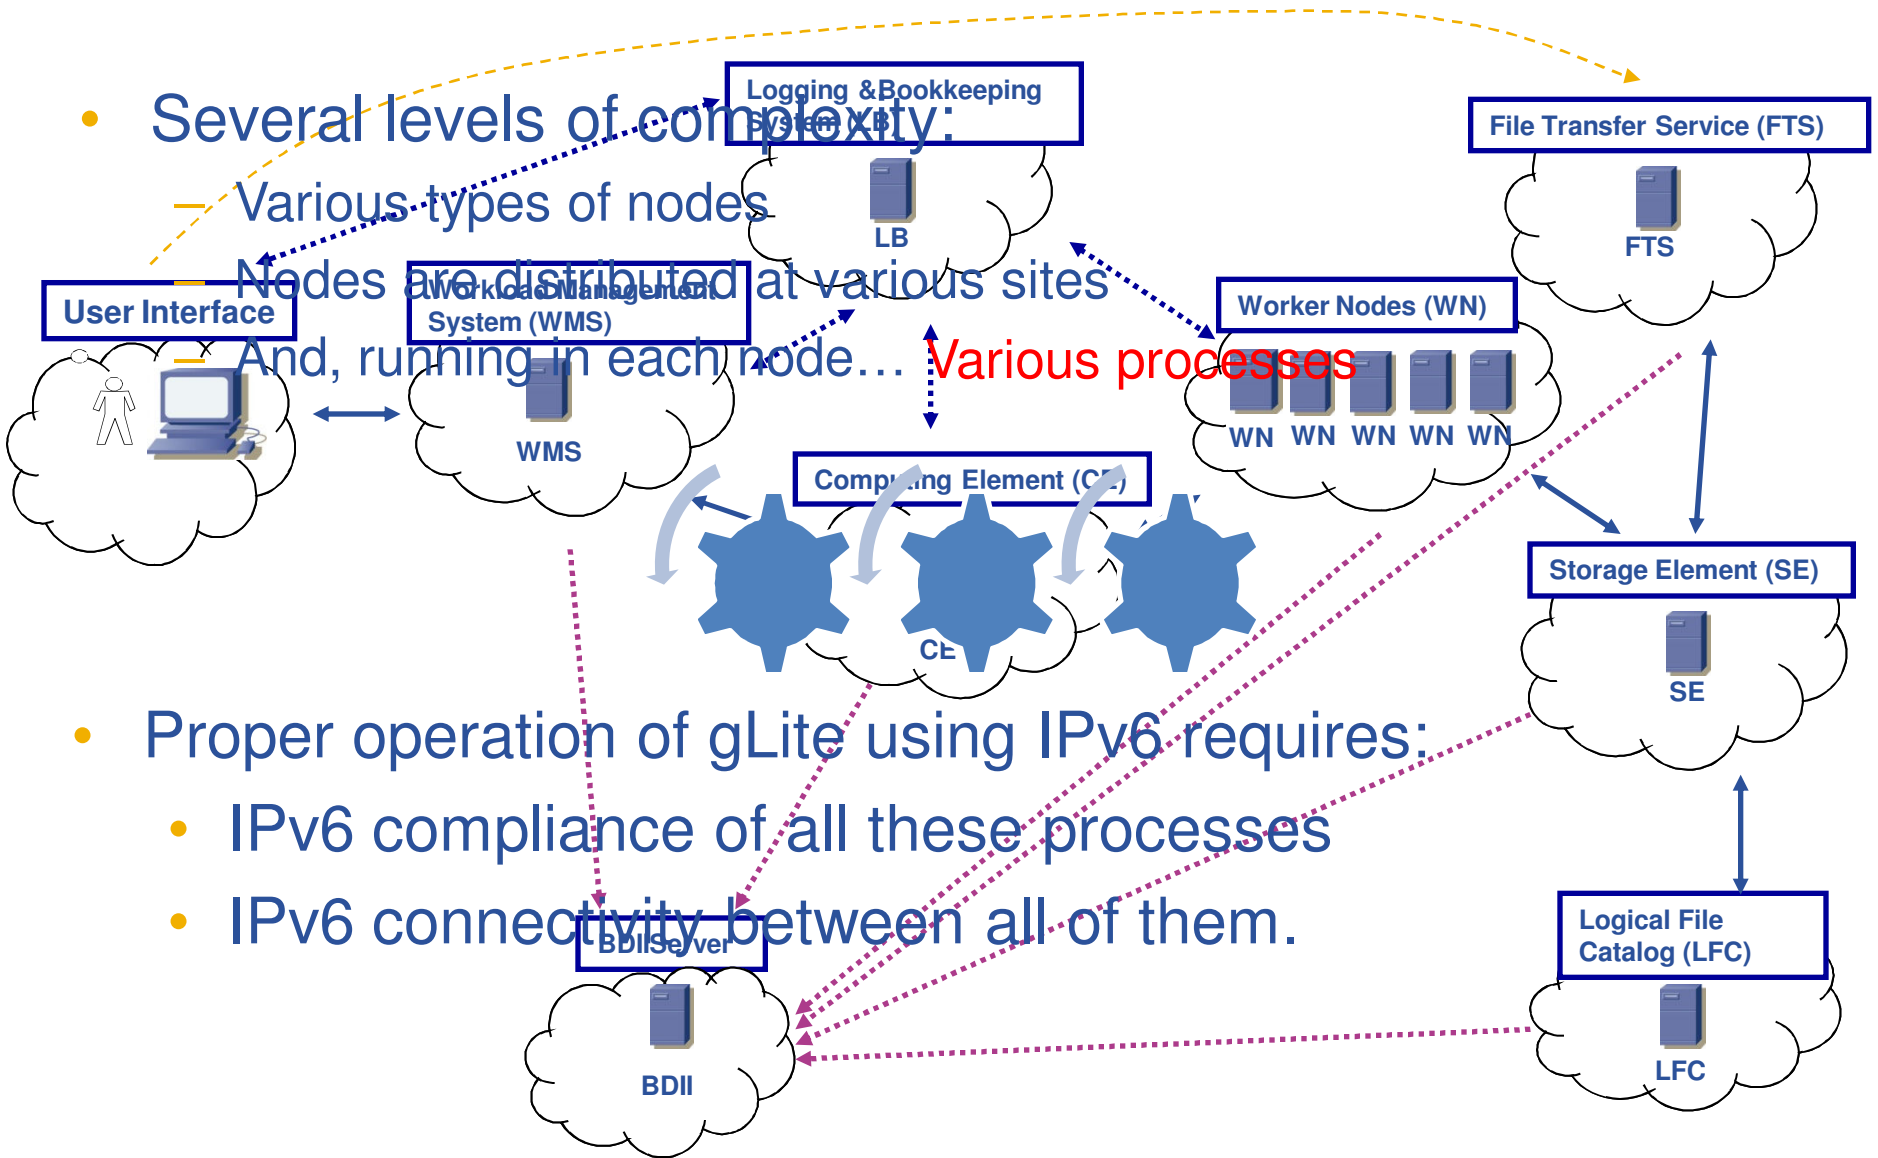 Logging &Bookkeeping
System (LB)
• Several levels of complexity:
File Transfer Service (FTS)
– Various types of nodes
LB
FTS
– Nodes are distributed at various sites
User Interface
Workload Management
System (WMS)
Worker Nodes (WN)
– And, running in each node… Various processes
WMS
WN WN WN WN WN
Computing Element (CE)
Storage Element (SE)
CE
SE
• Proper operation of gLite using IPv6 requires:
• IPv6 compliance of all these processes
• IPv6 connectivity between all of them.
BDII Server
Logical File
Catalog (LFC)
BDII
LFC